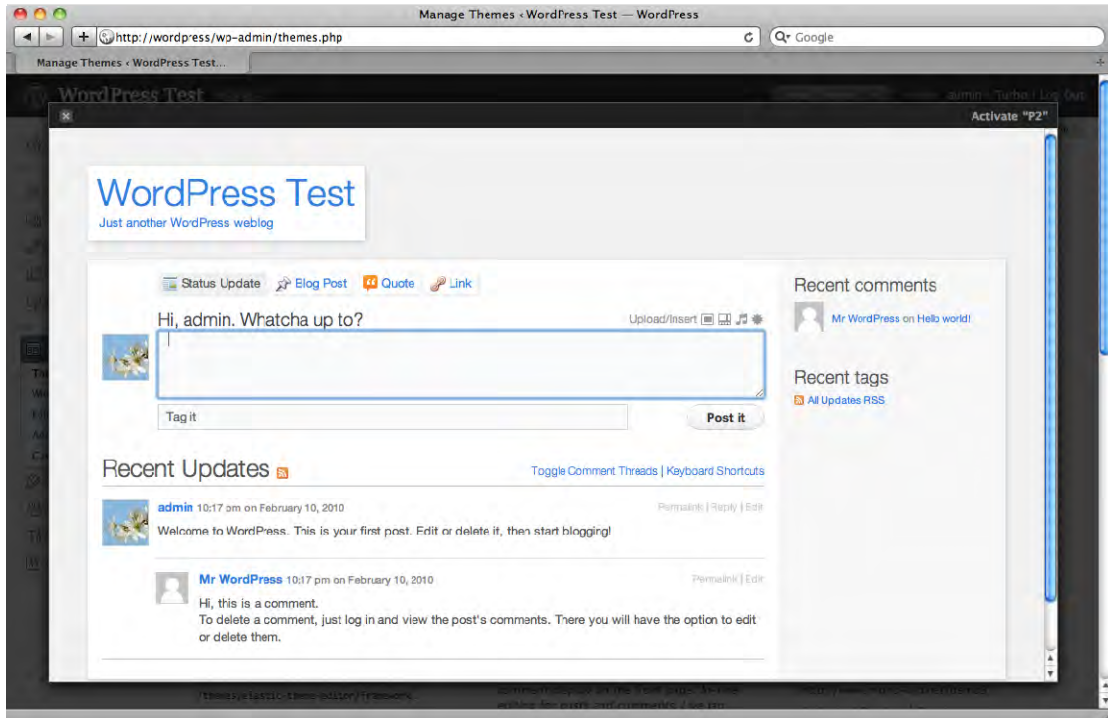 Manage Themes ‹ WordPress Test — WordPress
http://wordpress/wp-admin/themes.php
Google
Manage Themes ‹ WordPress Test...
WordPress Test
admin | Turbo | Log Out
Activate "P2"
WordPress Test
Just another WordPress weblog
Status Update Blog Post Quote Link
Hi, admin. Whatcha up to?
Upload/Insert
Tag it
Post it
Recent Updates
Toggle Comment Threads | Keyboard Shortcuts
admin 10:17 pm on February 10, 2010
Permalink | Reply | Edit
Welcome to WordPress. This is your first post. Edit or delete it, then start blogging!
Mr WordPress 10:17 pm on February 10, 2010
Permalink | Edit
Hi, this is a comment.
To delete a comment, just log in and view the post's comments. There you will have the option to edit
or delete them.
Recent comments
Mr WordPress on Hello world!
Recent tags
All Updates RSS
/themes/elastic-theme-editor/framework